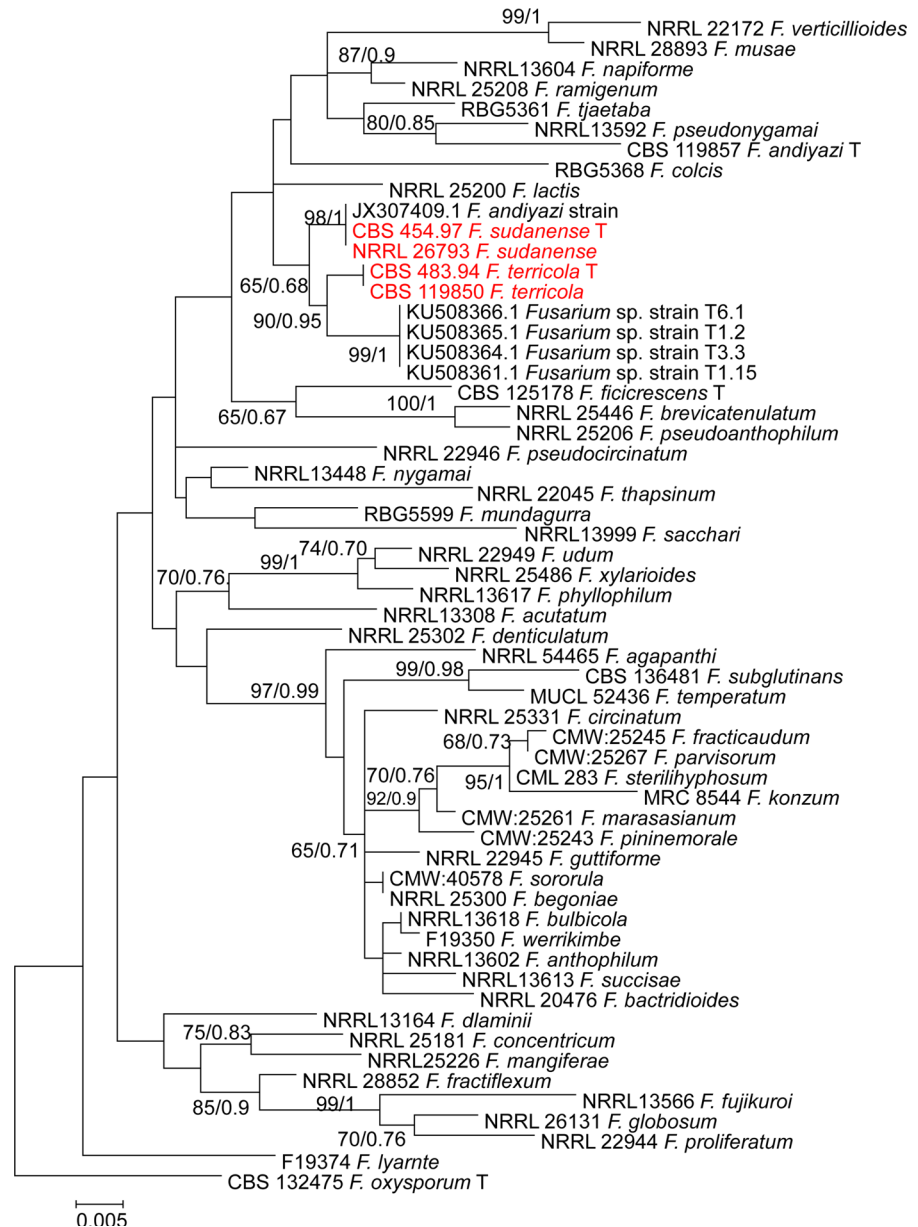 99/1
NRRL 22172 F. verticillioides
NRRL 28893 F. musae
87/0.9
NRRL13604 F. napiforme
NRRL 25208 F. ramigenum
RBG5361 F. tjaetaba
80/0.85
NRRL13592 F. pseudonygamai
CBS 119857 F. andiyazi T
RBG5368 F. colcis
NRRL 25200 F. lactis
JX307409.1 F. andiyazi strain
98/1
CBS 454.97 F. sudanense T
NRRL 26793 F. sudanense
CBS 483.94 F. terricola T
65/0.68
CBS 119850 F. terricola
KU508366.1 Fusarium sp. strain T6.1
90/0.95
KU508365.1 Fusarium sp. strain T1.2
KU508364.1 Fusarium sp. strain T3.3
99/1
KU508361.1 Fusarium sp. strain T1.15
CBS 125178 F. ficicrescens T
100/1
65/0.67
NRRL 25446 F. brevicatenulatum
NRRL 25206 F. pseudoanthophilum
NRRL 22946 F. pseudocircinatum
NRRL13448 F. nygamai
NRRL 22045 F. thapsinum
RBG5599 F. mundagurra
NRRL13999 F. sacchari
74/0.70
NRRL 22949 F. udum
99/1
70/0.76
NRRL 25486 F. xylarioides
NRRL13617 F. phyllophilum
NRRL13308 F. acutatum
NRRL 25302 F. denticulatum
NRRL 54465 F. agapanthi
99/0.98
CBS 136481 F. subglutinans
97/0.99
MUCL 52436 F. temperatum
NRRL 25331 F. circinatum
CMW:25245 F. fracticaudum
68/0.73
CMW:25267 F. parvisorum
70/0.76
CML 283 F. sterilihyphosum
95/1
92/0.9
MRC 8544 F. konzum
CMW:25261 F. marasasianum
CMW:25243 F. pininemorale
65/0.71
NRRL 22945 F. guttiforme
CMW:40578 F. sororula
NRRL 25300 F. begoniae
NRRL13618 F. bulbicola
F19350 F. werrikimbe
NRRL13602 F. anthophilum
NRRL13613 F. succisae
NRRL 20476 F. bactridioides
NRRL13164 F. dlaminii
75/0.83
NRRL 25181 F. concentricum
NRRL25226 F. mangiferae
NRRL 28852 F. fractiflexum
85/0.9
99/1
NRRL13566 F. fujikuroi
NRRL 26131 F. globosum
70/0.76
NRRL 22944 F. proliferatum
F19374 F. lyarnte
CBS 132475 F. oxysporum T
0.005